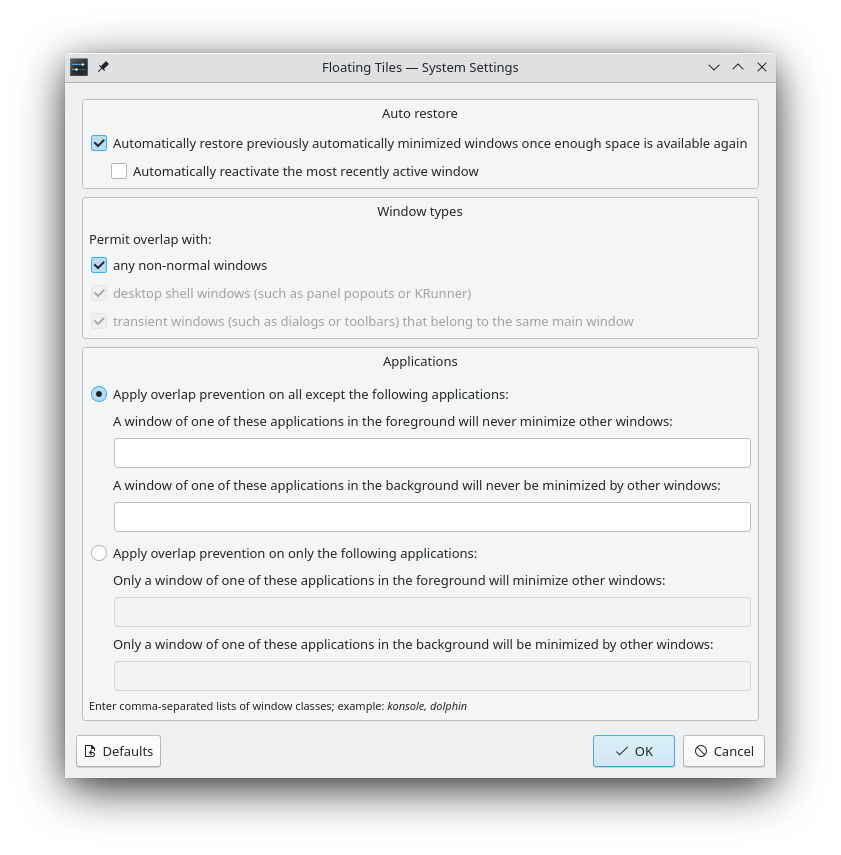 Floating Tiles — System Settings
Auto restore
Automatically restore previously automatically minimized windows once enough space is available again
Automatically reactivate the most recently active window
Window types
Permit overlap with:
any non-normal windows
desktop shell windows (such as panel popouts or KRunner)
transient windows (such as dialogs or toolbars) that belong to the same main window
Applications
Apply overlap prevention on all except the following applications:
A window of one of these applications in the foreground will never minimize other windows:
A window of one of these applications in the background will never be minimized by other windows:
Apply overlap prevention on only the following applications:
Only a window of one of these applications in the foreground will minimize other windows:
Only a window of one of these applications in the background will be minimized by other windows:
Enter comma-separated lists of window classes; example: konsole, dolphin
Defaults OK Cancel